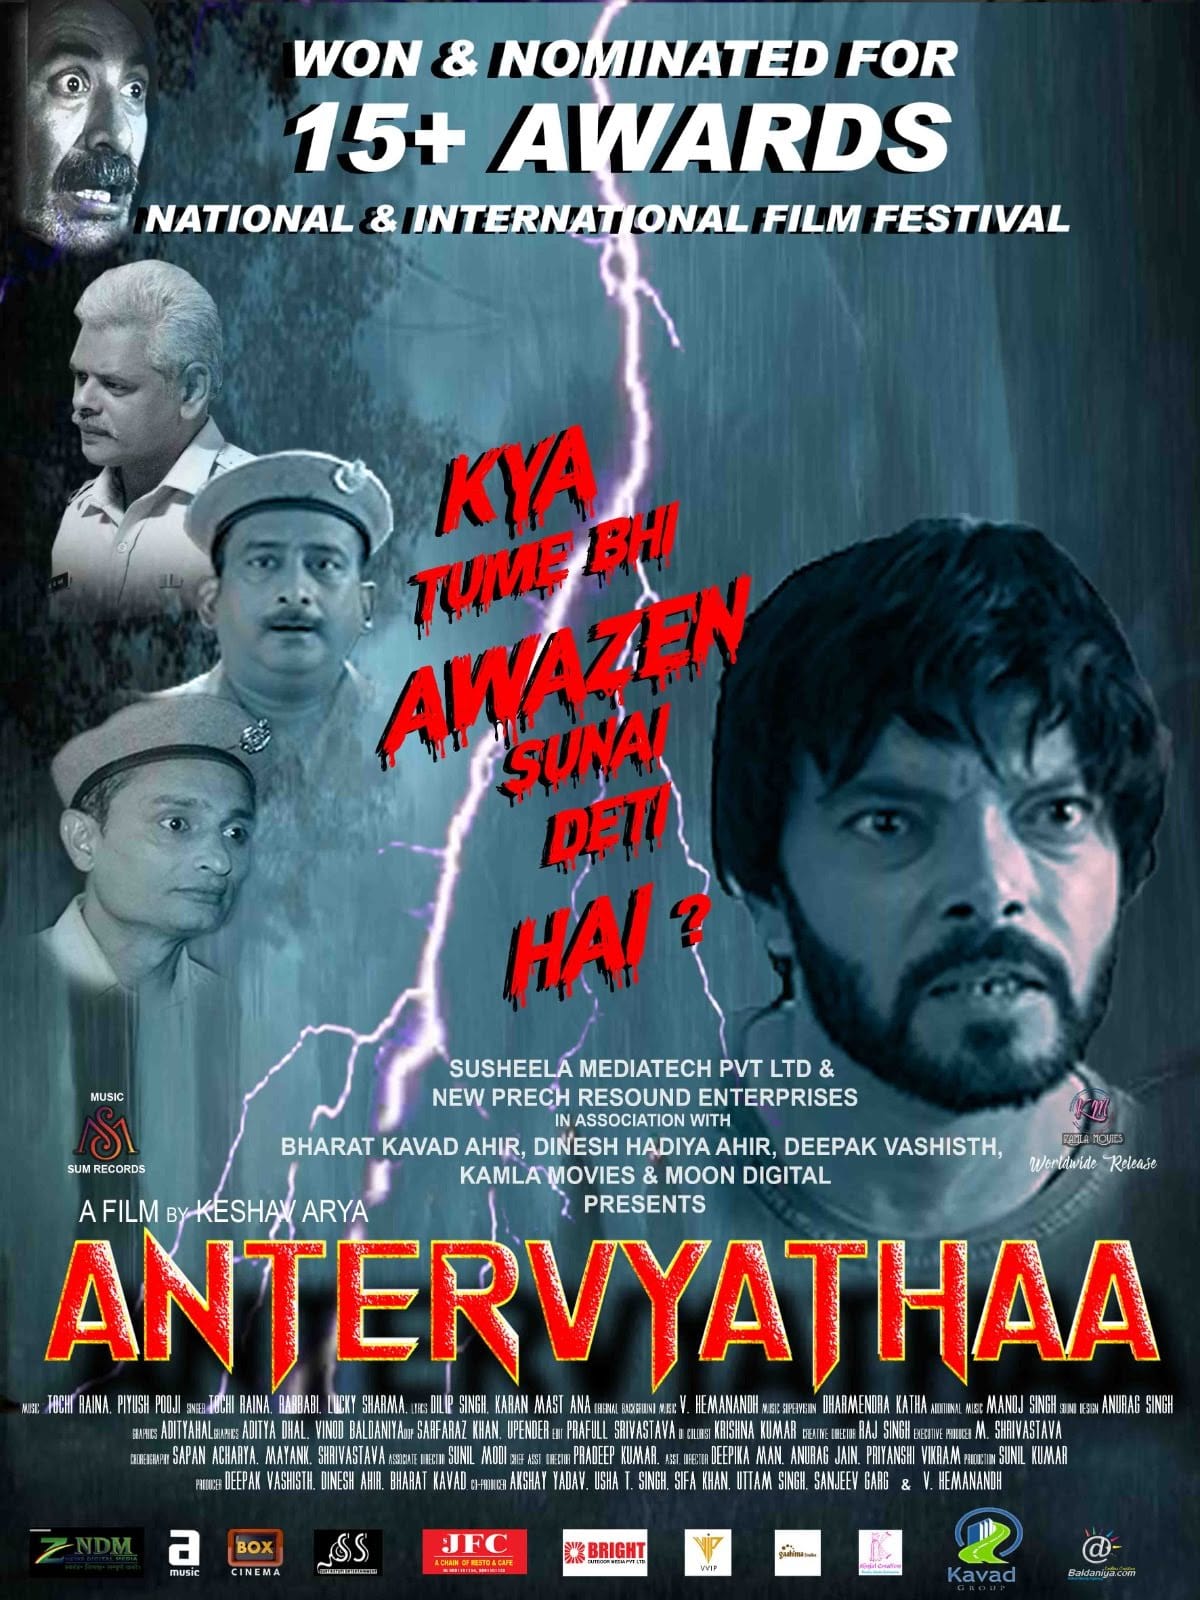 WON & NOMINATED FOR
15+ AWARDS
NATIONAL & INTERNATIONAL FILM FESTIVAL
KYA
TUME BHI
AWAZEN
SUNAI
DETI
HAI ?
SUSHEELA MEDIATECH PVT LTD &
NEW PRECH RESOUND ENTERPRISES
IN ASSOCIATION WITH
BHARAT KAVAD AHIR, DINESH HADIYA AHIR, DEEPAK VASHISTH,
KAMLA MOVIES & MOON DIGITAL
PRESENTS
MUSIC
SUM RECORDS
KM
KAMLA MOVIES
Worldwide Release
A FILM BY KESHAV ARYA
ANTERVYATHAA
MUSIC TOCHI RAINA, PIYUSH POOJI SINGER TOCHI RAINA, RABBABI, LUCKY SHARMA, LYRICS DILIP SINGH, KARAN MAST ANA ORIGINAL BACKGROUND MUSIC V. HEMANANDH MUSIC SUPERVISION DHARMENDRA KATHA ADDITIONAL MUSIC MANOJ SINGH SOUND DESIGN ANURAG SINGH
GRAPHICS ADITYAHAL GRAPHICS ADITYA DHAL, VINOD BALDANIYA DOP SARFARAZ KHAN, UPENDER EDIT PRAFULL SRIVASTAVA DI COLORIST KRISHNA KUMAR CREATIVE DIRECTOR RAJ SINGH EXECUTIVE PRODUCER M. SHRIVASTAVA
CHOREOGRAPHY SAPAN ACHARYA, MAYANK, SHRIVASTAVA ASSOCIATE DIRECTOR SUNIL MODI CHIEF ASST DIRECTOR PRADEEP KUMAR, ASST. DIRECTOR DEEPIKA MAN, ANURAG JAIN, PRIYANSHI VIKRAM PRODUCTION SUNIL KUMAR
PRODUCER DEEPAK VASHISTH, DINESH AHIR, BHARAT KAVAD CO-PRODUCER AKSHAY YADAV, USHA T. SINGH, SIFA KHAN, UTTAM SINGH, SANJEEV GARG & V. HEMANANDH
NDM
a
music
BOX
CINEMA
JFC
A CHAIN OF RESTO & CAFE
BRIGHT
OUTDOOR MEDIA PVT LTD
VVIP
Kavad
GROUP
Baldaniya.com